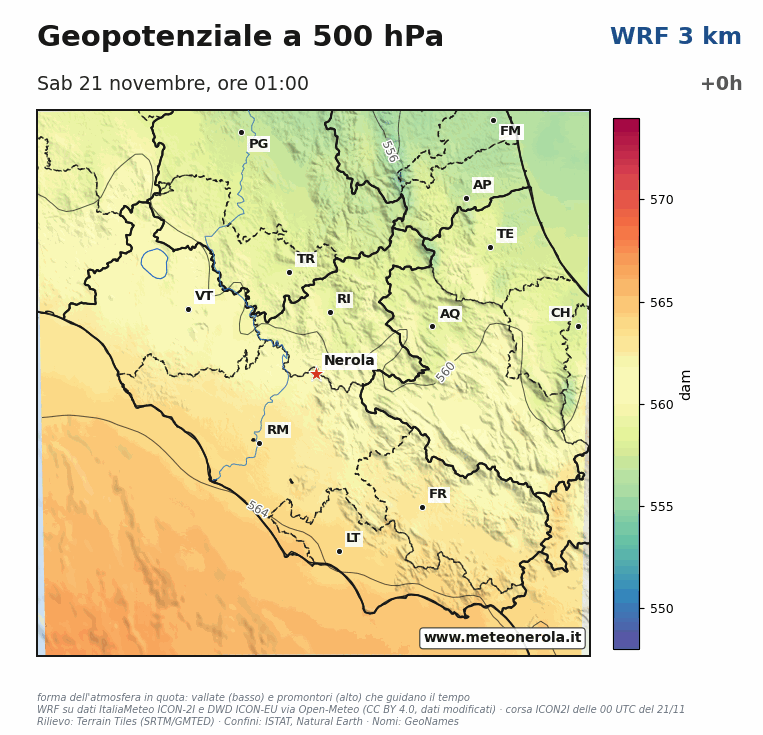 Geopotenziale a 500 hPa
WRF 3 km
Sab 21 novembre, ore 01:00
+0h
PG
556
FM
AP
TE
TR
VT
RI
AQ
CH
Nerola
560
RM
564
FR
LT
www.meteonerola.it
570
565
560
555
550
dam
forma dell'atmosfera in quota: vallate (basso) e promontori (alto) che guidano il tempo
WRF su dati ItaliaMeteo ICON-2I e DWD ICON-EU via Open-Meteo (CC BY 4.0, dati modificati) · corsa ICON2I delle 00 UTC del 21/11
Rilievo: Terrain Tiles (SRTM/GMTED) · Confini: ISTAT, Natural Earth · Nomi: GeoNames